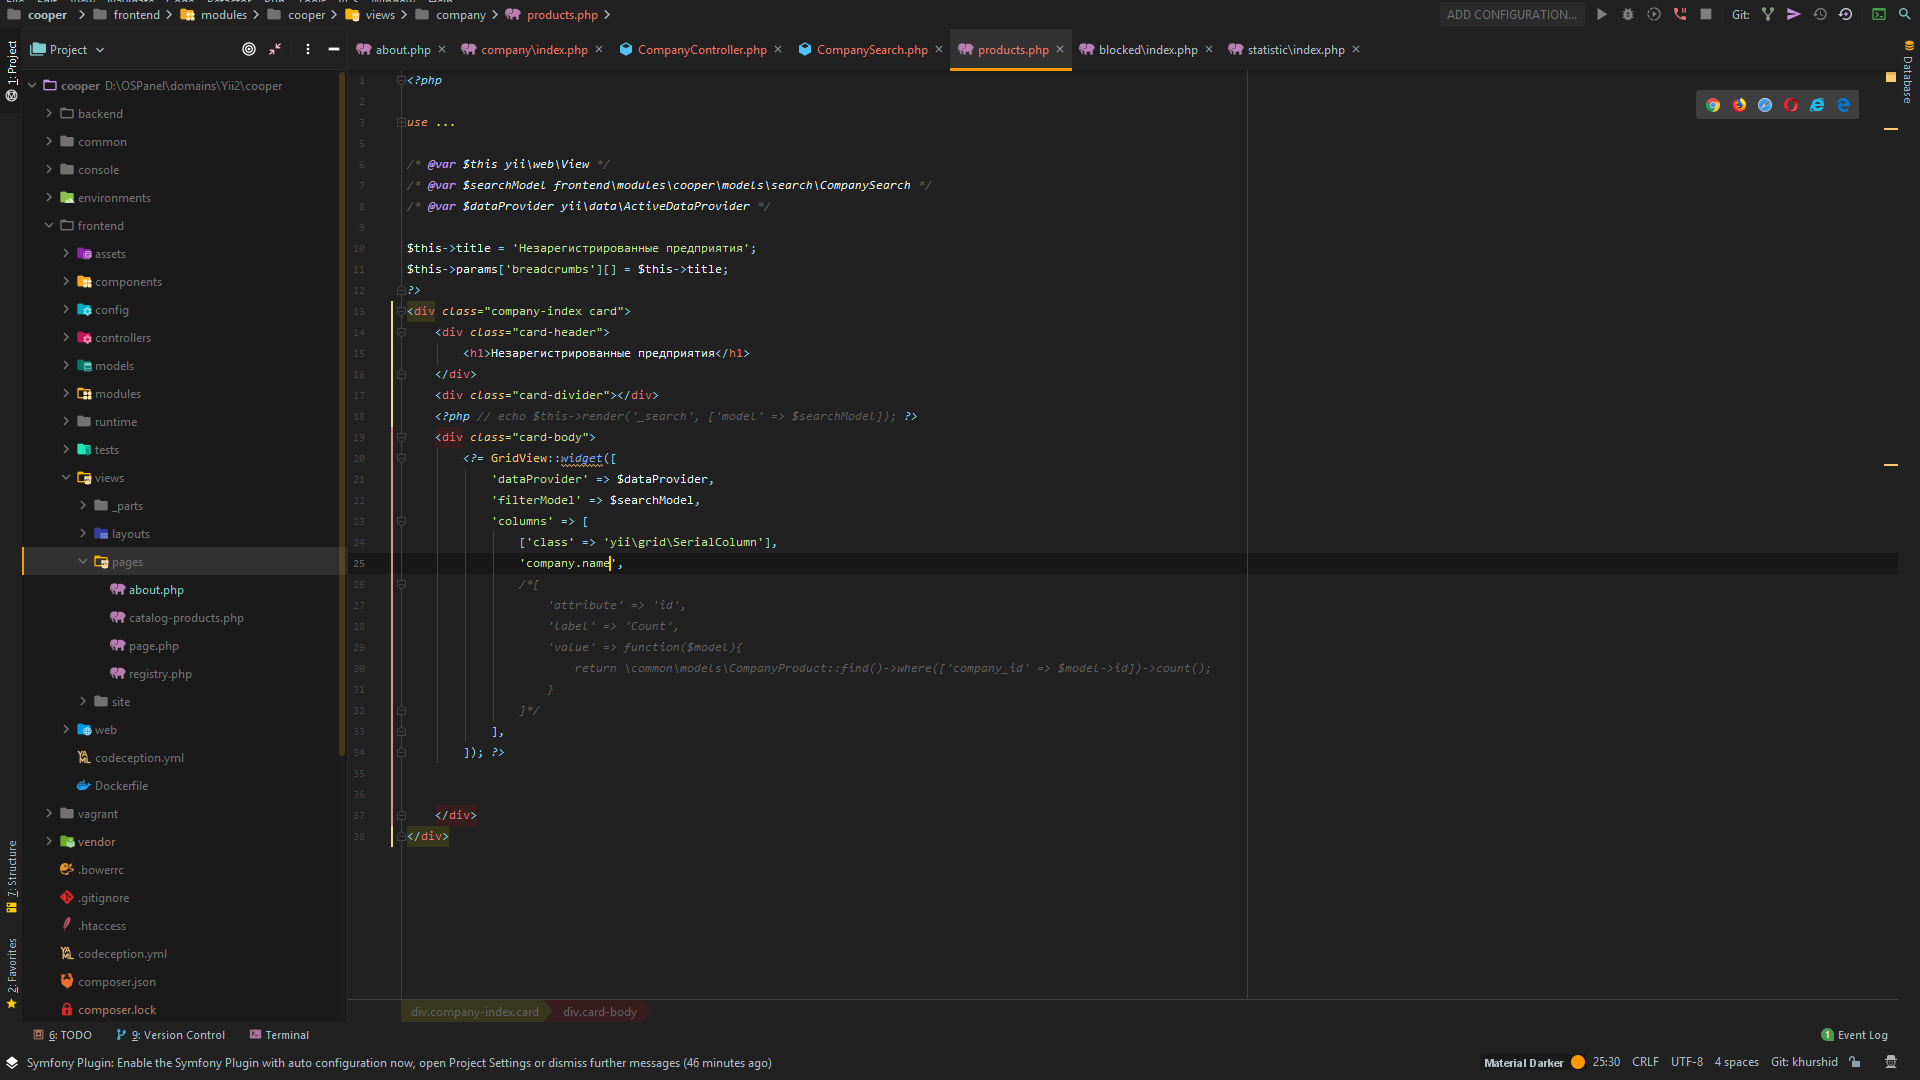 cooper frontend modules cooper views company products.php
ADD CONFIGURATION... Git:
1: Project
Project
about.php company\index.php CompanyController.php CompanySearch.php products.php blocked\index.php statistic\index.php
Database
cooper D:\OSPanel\domains\Yii2\cooper
backend
common
console
environments
frontend
assets
components
config
controllers
models
modules
runtime
tests
views
_parts
layouts
pages
about.php
catalog-products.php
page.php
registry.php
site
web
codeception.yml
Dockerfile
vagrant
vendor
.bowerrc
.gitignore
.htaccess
codeception.yml
composer.json
composer.lock
7: Structure
2: Favorites
1 <?php
2
3 use ...
5
6 /* @var $this yii\web\View */
7 /* @var $searchModel frontend\modules\cooper\models\search\CompanySearch */
8 /* @var $dataProvider yii\data\ActiveDataProvider */
9
10 $this->title = 'Незарегистрированные предприятия';
11 $this->params['breadcrumbs'][] = $this->title;
12 ?>
13 <div class="company-index card">
14 <div class="card-header">
15 <h1>Незарегистрированные предприятия</h1>
16 </div>
17 <div class="card-divider"></div>
18 <?php // echo $this->render('_search', ['model' => $searchModel]); ?>
19 <div class="card-body">
20 <?= GridView::widget([
21 'dataProvider' => $dataProvider,
22 'filterModel' => $searchModel,
23 'columns' => [
24 ['class' => 'yii\grid\SerialColumn'],
25 'company.name',
26 /*[
27 'attribute' => 'id',
28 'label' => 'Count',
29 'value' => function($model){
30 return \common\models\CompanyProduct::find()->where(['company_id' => $model->id])->count();
31 }
32 ]*/
33 ],
34 ]); ?>
35
36
37 </div>
38 </div>
div.company-index.card div.card-body
6: TODO 9: Version Control Terminal
1 Event Log
Symfony Plugin: Enable the Symfony Plugin with auto configuration now, open Project Settings or dismiss further messages (46 minutes ago)
Material Darker 25:30 CRLF UTF-8 4 spaces Git: khurshid